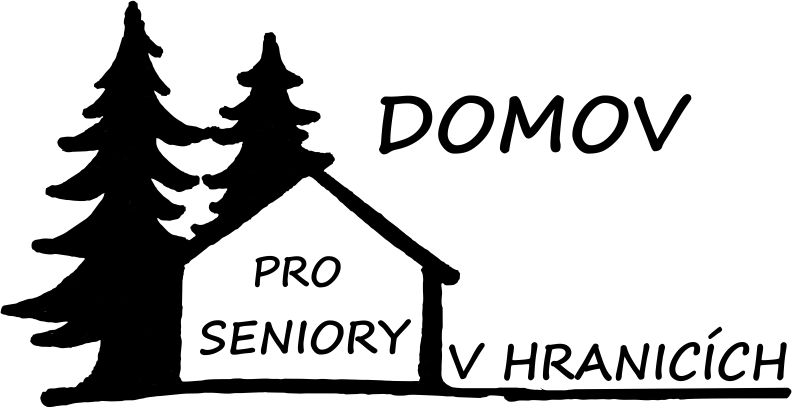 DOMOV
PRO
SENIORY
V HRANICÍCH